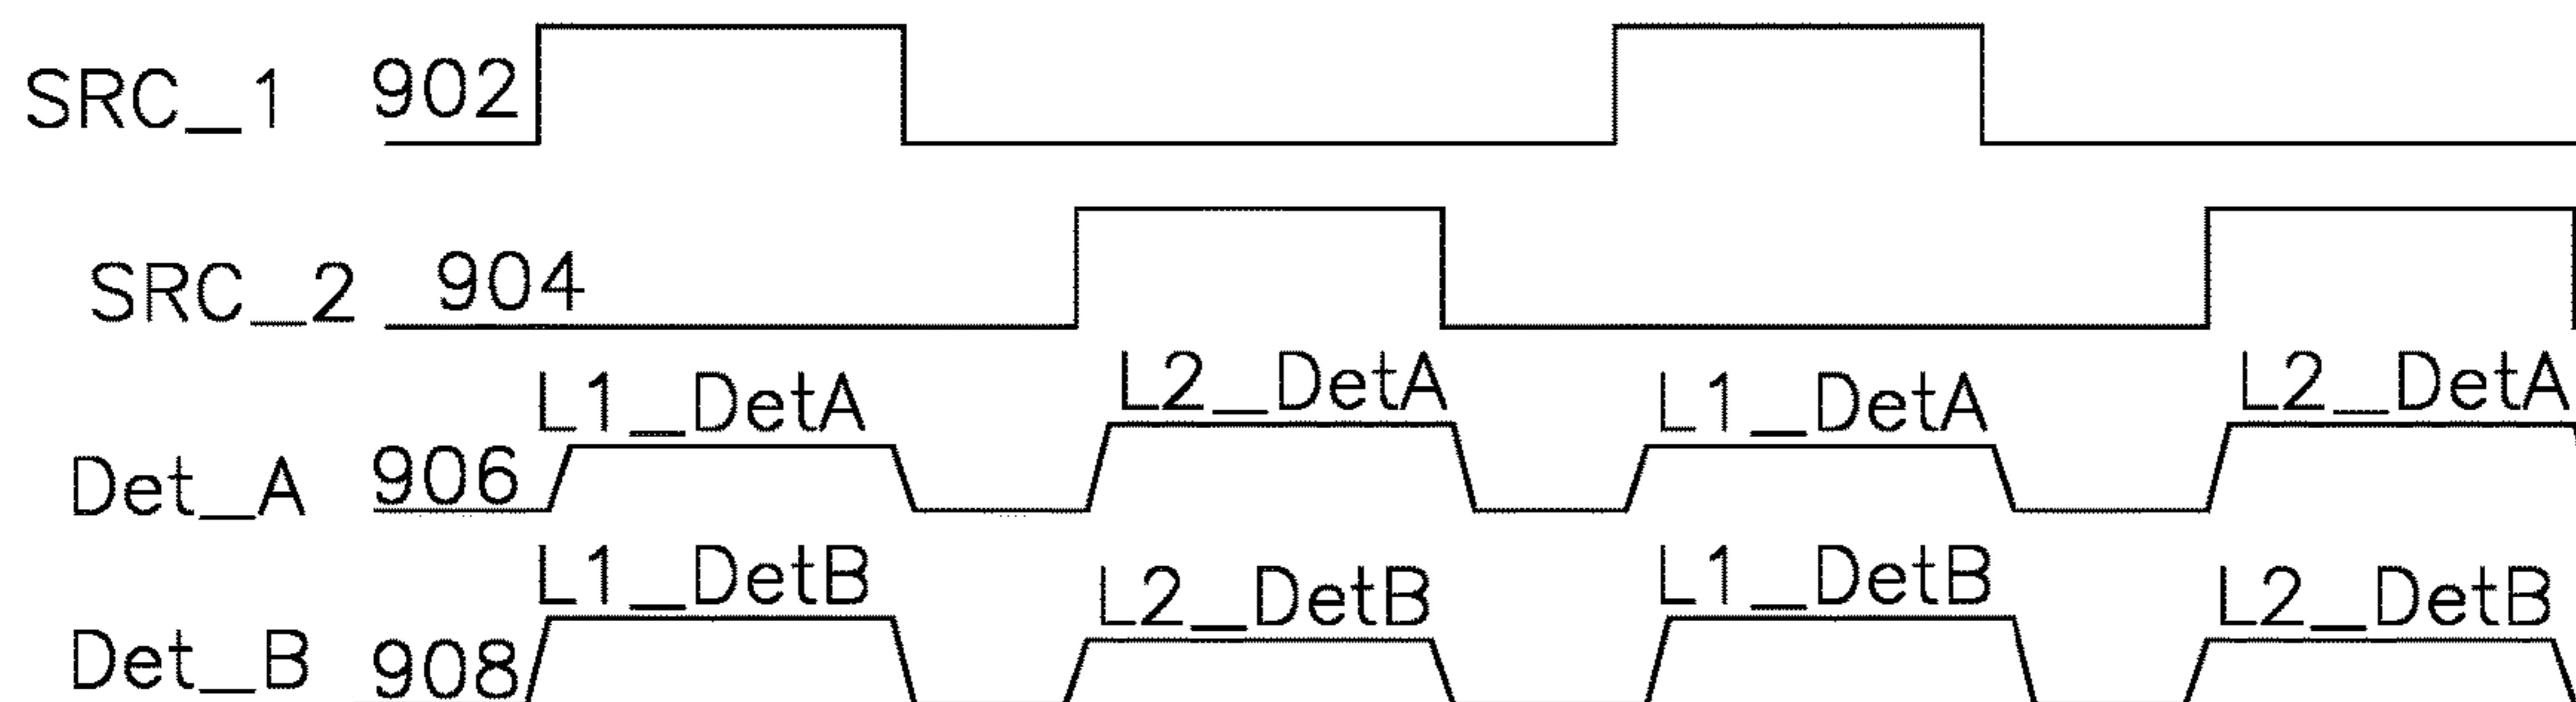 SRC_1 902
SRC_2 904
L1_DetA L2_DetA L1_DetA L2_DetA
Det_A 906
L1_DetB L2_DetB L1_DetB L2_DetB
Det_B 908